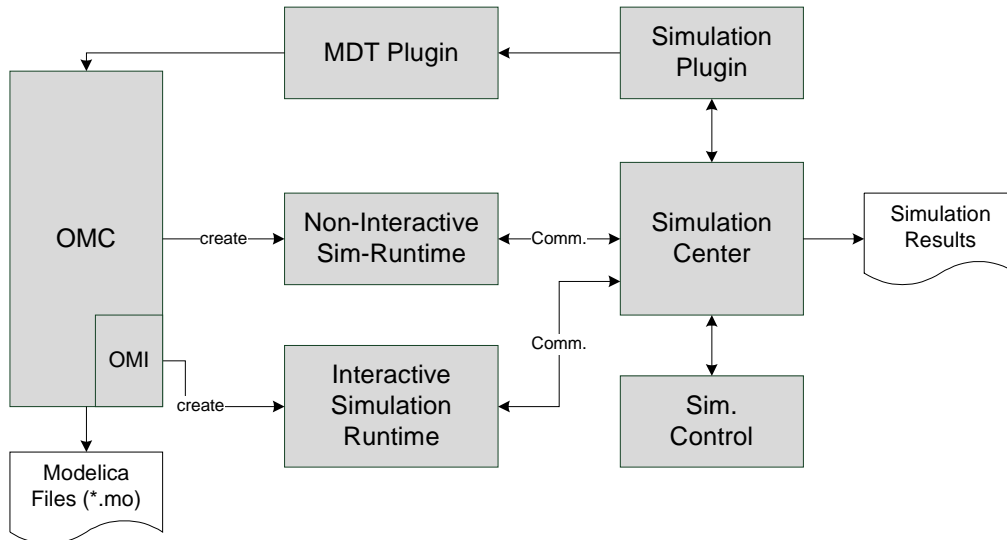 MDT Plugin
Simulation
Plugin
OMC
create
Non-Interactive
Sim-Runtime
Comm.
Simulation
Center
Simulation
Results
OMI
create
Interactive
Simulation
Runtime
Comm.
Sim.
Control
Modelica
Files (*.mo)